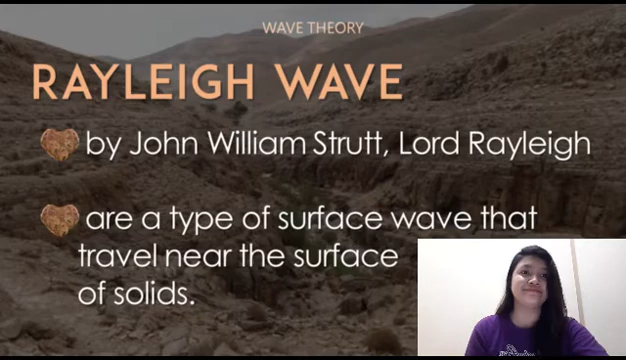 WAVE THEORY
RAYLEIGH WAVE
by John William Strutt, Lord Rayleigh
are a type of surface wave that
travel near the surface
of solids.